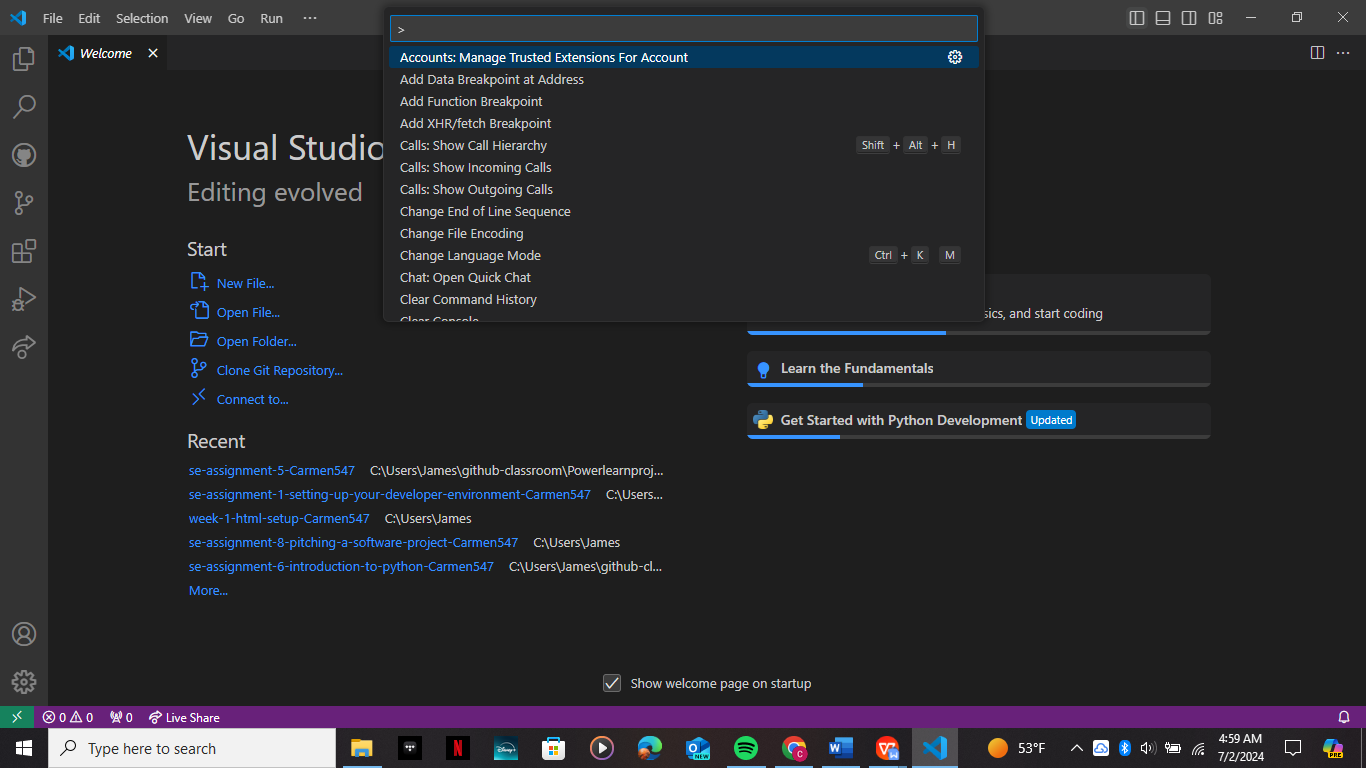 File Edit Selection View Go Run ···
>
Welcome
Accounts: Manage Trusted Extensions For Account
Add Data Breakpoint at Address
Add Function Breakpoint
Add XHR/fetch Breakpoint
Calls: Show Call Hierarchy Shift + Alt + H
Calls: Show Incoming Calls
Calls: Show Outgoing Calls
Change End of Line Sequence
Change File Encoding
Change Language Mode Ctrl + K M
Chat: Open Quick Chat
Clear Command History
Clear Console
Visual Studio
Editing evolved
Start
New File...
Open File...
Open Folder...
Clone Git Repository...
Connect to...
Recent
se-assignment-5-Carmen547 C:\Users\James\github-classroom\Powerlearnproj...
se-assignment-1-setting-up-your-developer-environment-Carmen547 C:\Users...
week-1-html-setup-Carmen547 C:\Users\James
se-assignment-8-pitching-a-software-project-Carmen547 C:\Users\James
se-assignment-6-introduction-to-python-Carmen547 C:\Users\James\github-cl...
More...
, and start coding
Learn the Fundamentals
Get Started with Python Development Updated
Show welcome page on startup
0 0 0 Live Share
Type here to search
53°F
4:59 AM
7/2/2024